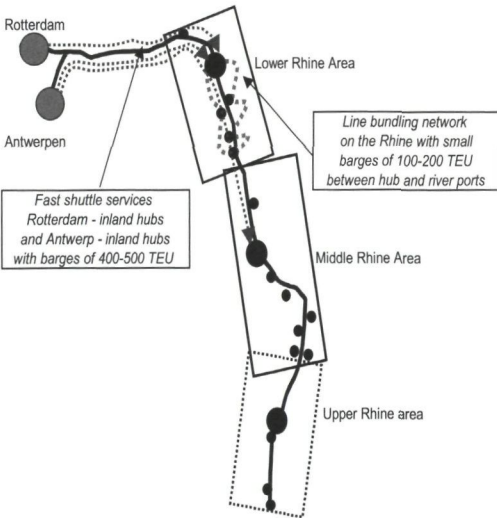 Rotterdam
Lower Rhine Area
Antwerpen
Line bundling network
on the Rhine with small
barges of 100-200 TEU
between hub and river ports
Fast shuttle services
Rotterdam - inland hubs
and Antwerp - inland hubs
with barges of 400-500 TEU
Middle Rhine Area
Upper Rhine area